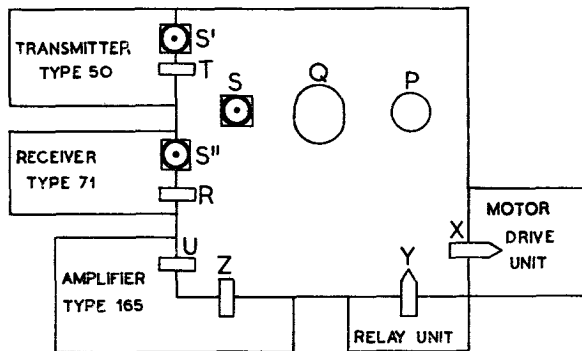 TRANSMITTER,
TYPE 50
S'
T
S
Q
P
RECEIVER
TYPE 71
S"
R
MOTOR
DRIVE
UNIT
X
U
Z
Y
AMPLIFIER
TYPE 165
RELAY UNIT